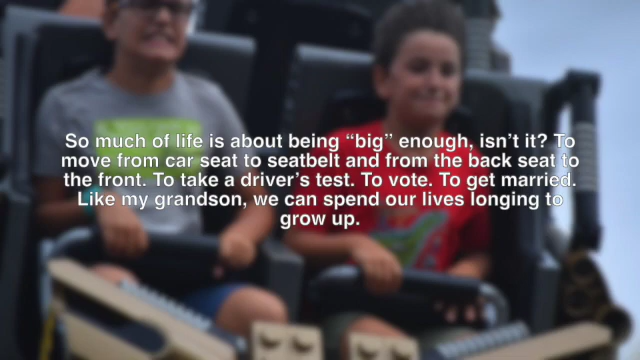 So much of life is about being “big” enough, isn’t it? To
move from car seat to seatbelt and from the back seat to
the front. To take a driver’s test. To vote. To get married.
Like my grandson, we can spend our lives longing to
grow up.